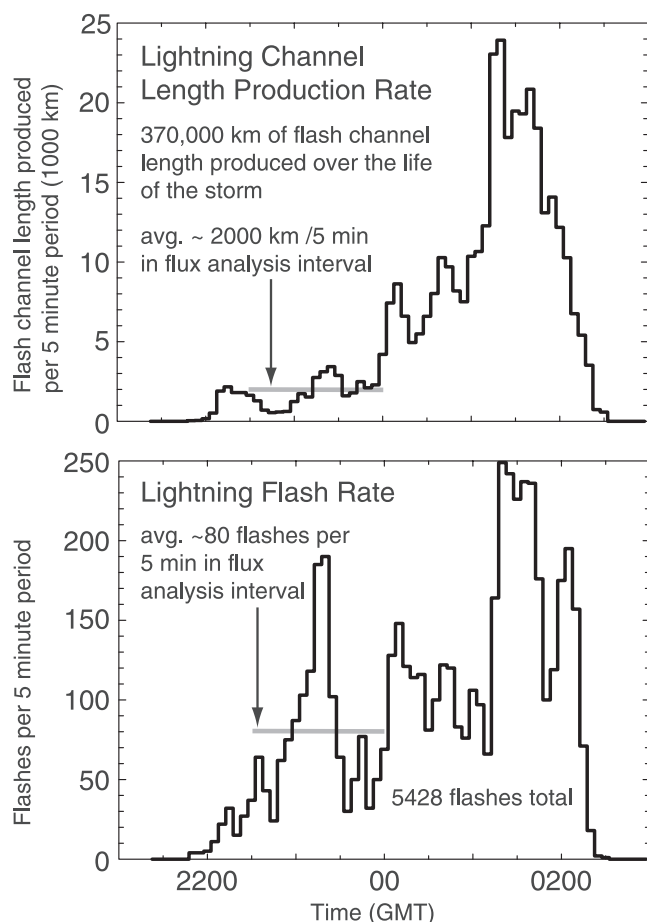 Flash channel length produced
per 5 minute period (1000 km)
25
20
15
10
5
0
Lightning Channel
Length Production Rate
370,000 km of flash channel
length produced over the life
of the storm
avg. ~ 2000 km /5 min
in flux analysis interval
Flashes per 5 minute period
250
200
150
100
50
0
Lightning Flash Rate
avg. ~80 flashes per
5 min in flux
analysis interval
5428 flashes total
2200
00
0200
Time (GMT)